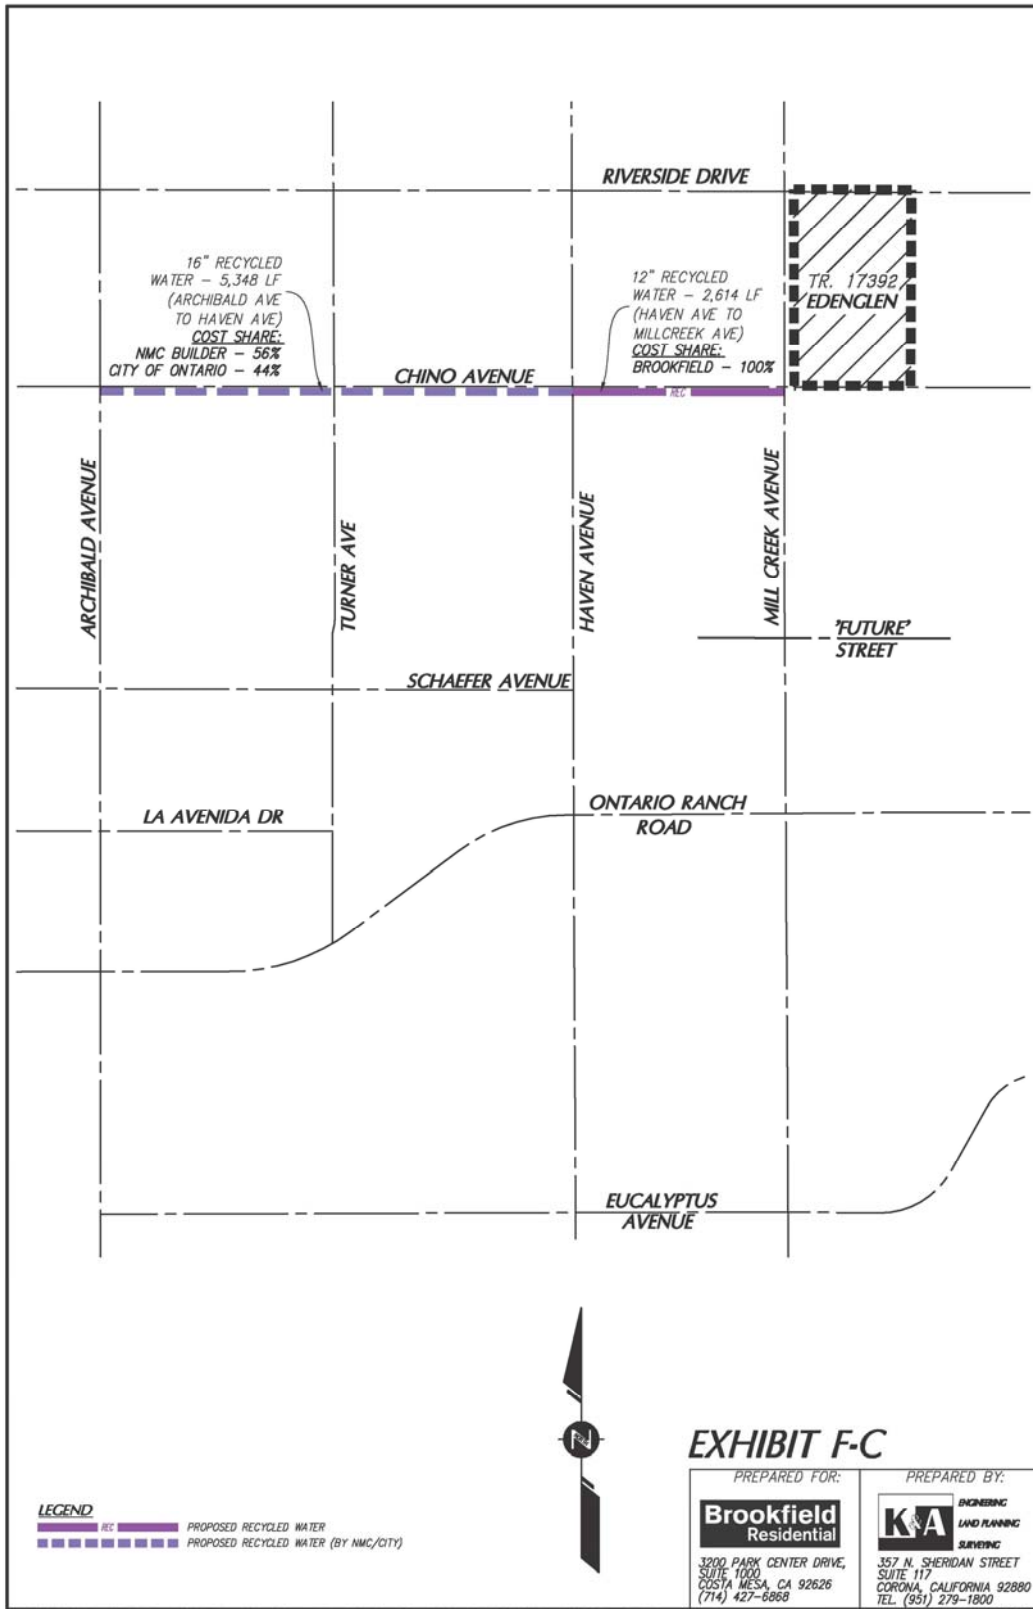 RIVERSIDE DRIVE
16" RECYCLED
WATER – 5,348 LF
(ARCHIBALD AVE
TO HAVEN AVE)
COST SHARE:
NMC BUILDER – 56%
CITY OF ONTARIO – 44%
12" RECYCLED
WATER – 2,614 LF
(HAVEN AVE TO
MILLCREEK AVE)
COST SHARE:
BROOKFIELD – 100%
TR. 17392
EDENGLEN
CHINO AVENUE
REC
ARCHIBALD AVENUE
TURNER AVE
HAVEN AVENUE
MILL CREEK AVENUE
'FUTURE'
STREET
SCHAEFER AVENUE
LA AVENIDA DR
ONTARIO RANCH
ROAD
EUCALYPTUS
AVENUE
N
EXHIBIT F-C
PREPARED FOR:
Brookfield
Residential
3200 PARK CENTER DRIVE,
SUITE 1000
COSTA MESA, CA 92626
(714) 427-6868
PREPARED BY:
K&A
ENGINEERING
LAND PLANNING
SURVEYING
357 N. SHERIDAN STREET
SUITE 117
CORONA, CALIFORNIA 92880
TEL. (951) 279-1800
LEGEND
REC PROPOSED RECYCLED WATER
PROPOSED RECYCLED WATER (BY NMC/CITY)